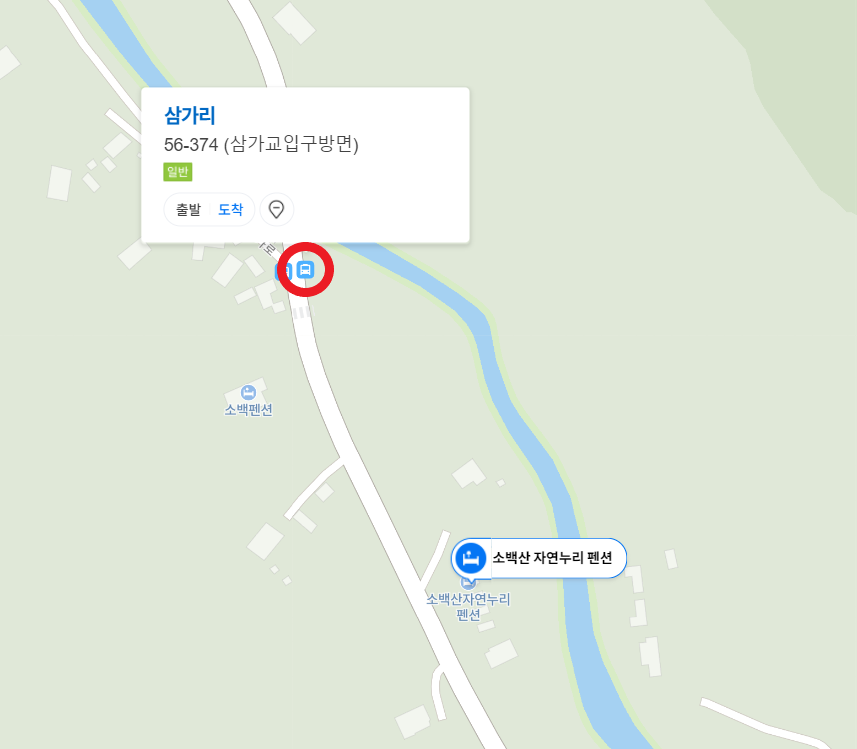 삼가리
56-374 (삼가교입구방면)
일반
출발 도착
로
소백펜션
소백산 자연누리 펜션
소백산자연누리
펜션